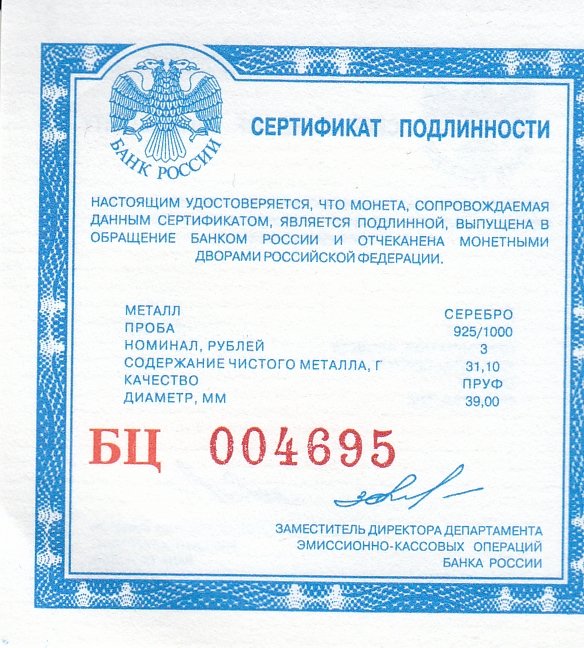 БАНК РОССИИ
СЕРТИФИКАТ ПОДЛИННОСТИ
НАСТОЯЩИМ УДОСТОВЕРЯЕТСЯ, ЧТО МОНЕТА, СОПРОВОЖДАЕМАЯ
ДАННЫМ СЕРТИФИКАТОМ, ЯВЛЯЕТСЯ ПОДЛИННОЙ, ВЫПУЩЕНА В
ОБРАЩЕНИЕ БАНКОМ РОССИИ И ОТЧЕКАНЕНА МОНЕТНЫМИ
ДВОРАМИ РОССИЙСКОЙ ФЕДЕРАЦИИ.
МЕТАЛЛ СЕРЕБРО
ПРОБА 925/1000
НОМИНАЛ, РУБЛЕЙ 3
СОДЕРЖАНИЕ ЧИСТОГО МЕТАЛЛА, Г 31,10
КАЧЕСТВО ПРУФ
ДИАМЕТР, ММ 39,00
БЦ 004695
ЗАМЕСТИТЕЛЬ ДИРЕКТОРА ДЕПАРТАМЕНТА
ЭМИССИОННО-КАССОВЫХ ОПЕРАЦИЙ
БАНКА РОССИИ